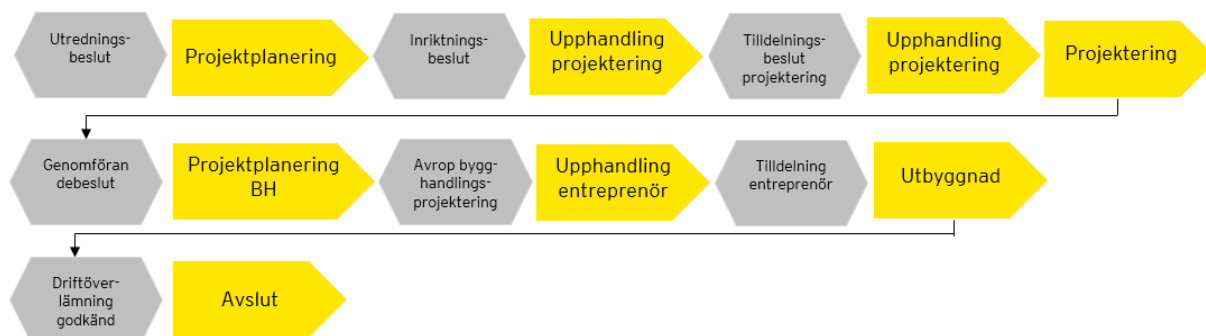 Utrednings-
beslut
Projektplanering
Inriktnings-
beslut
Upphandling
projektering
Tilldelnings-
beslut
projektering
Upphandling
projektering
Projektering
Genomföran
debeslut
Projektplanering
BH
Avrop bygg-
handlings-
projektering
Upphandling
entreprenör
Tilldelning
entreprenör
Utbyggnad
Driftöver-
lämning
godkänd
Avslut